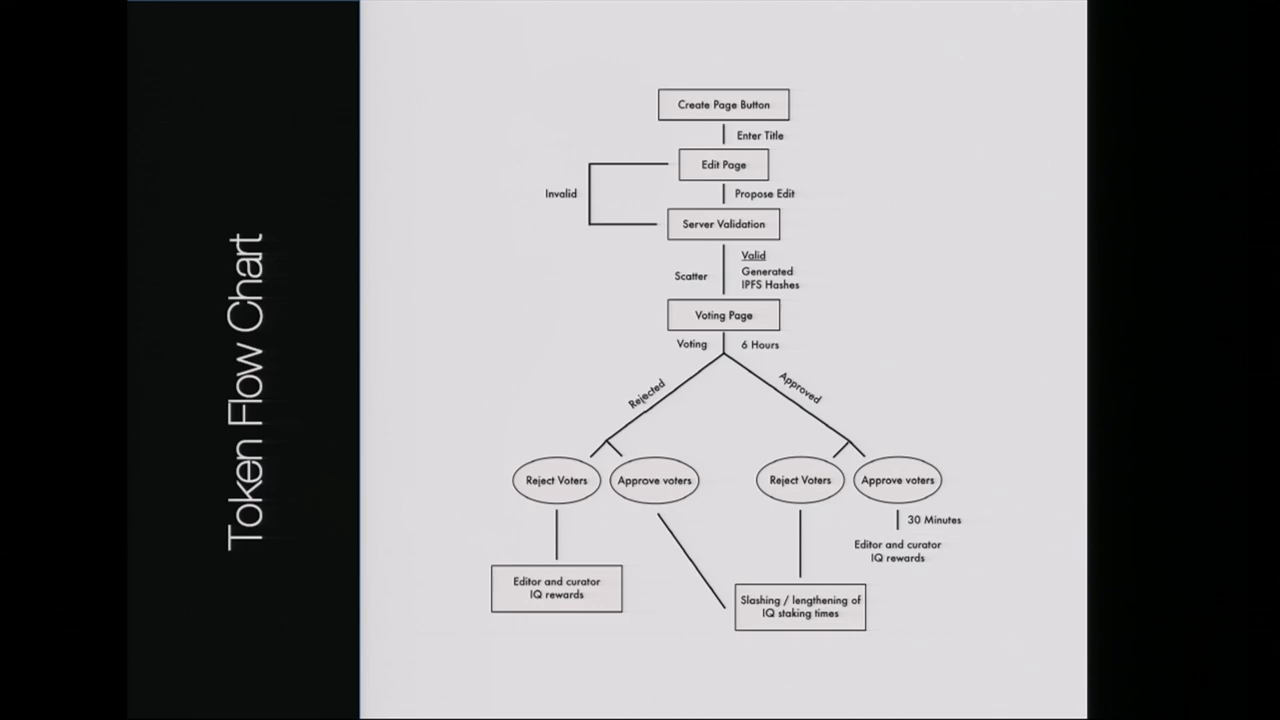 Token Flow Chart
Create Page Button
Enter Title
Edit Page
Invalid
Propose Edit
Server Validation
Valid
Scatter
Generated
IPFS Hashes
Voting Page
Voting
6 Hours
Rejected
Approved
Reject Voters
Approve voters
Reject Voters
Approve voters
30 Minutes
Editor and curator
IQ rewards
Editor and curator
IQ rewards
Slashing / lengthening of
IQ staking times